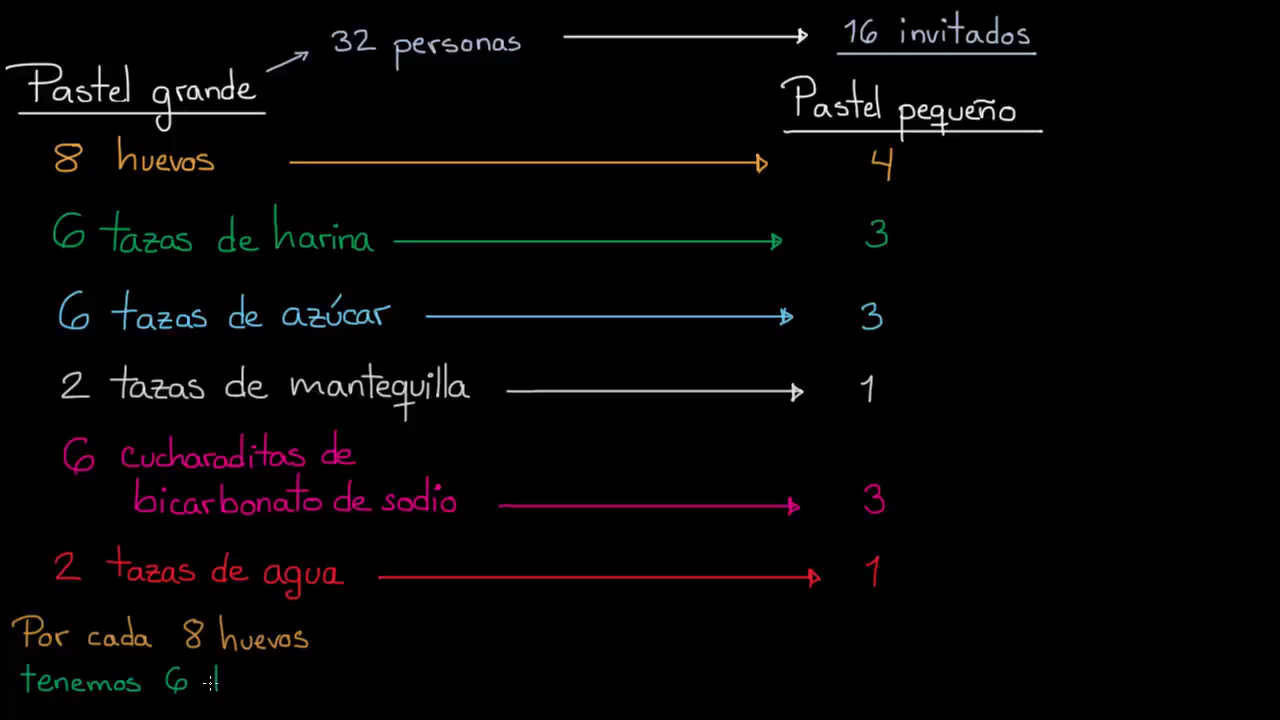 32 personas
16 invitados
Pastel grande
Pastel pequeño
8 huevos
4
6 tazas de harina
3
6 tazas de azúcar
3
2 tazas de mantequilla
1
6 cucharaditas de
bicarbonato de sodio
3
2 tazas de agua
1
Por cada 8 huevos
tenemos 6